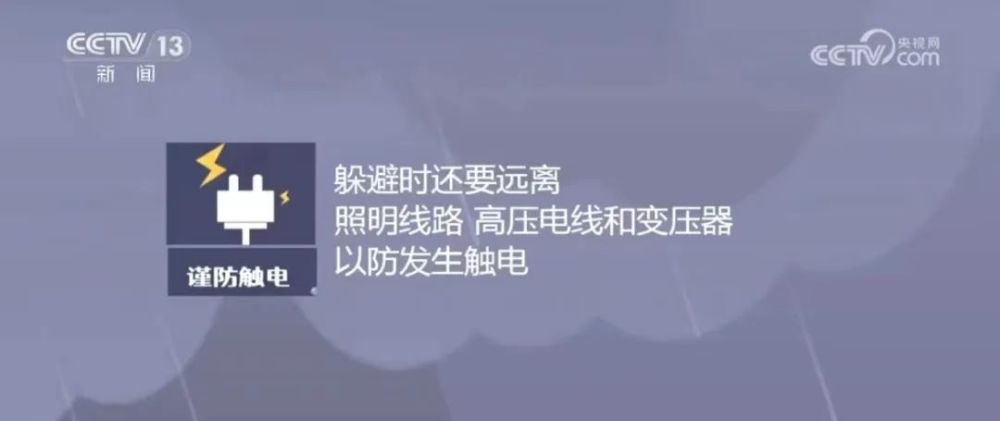 CCTV 13
新闻
央视网
CCTV.com
躲避时还要远离
照明线路 高压电线和变压器
以防发生触电
谨防触电